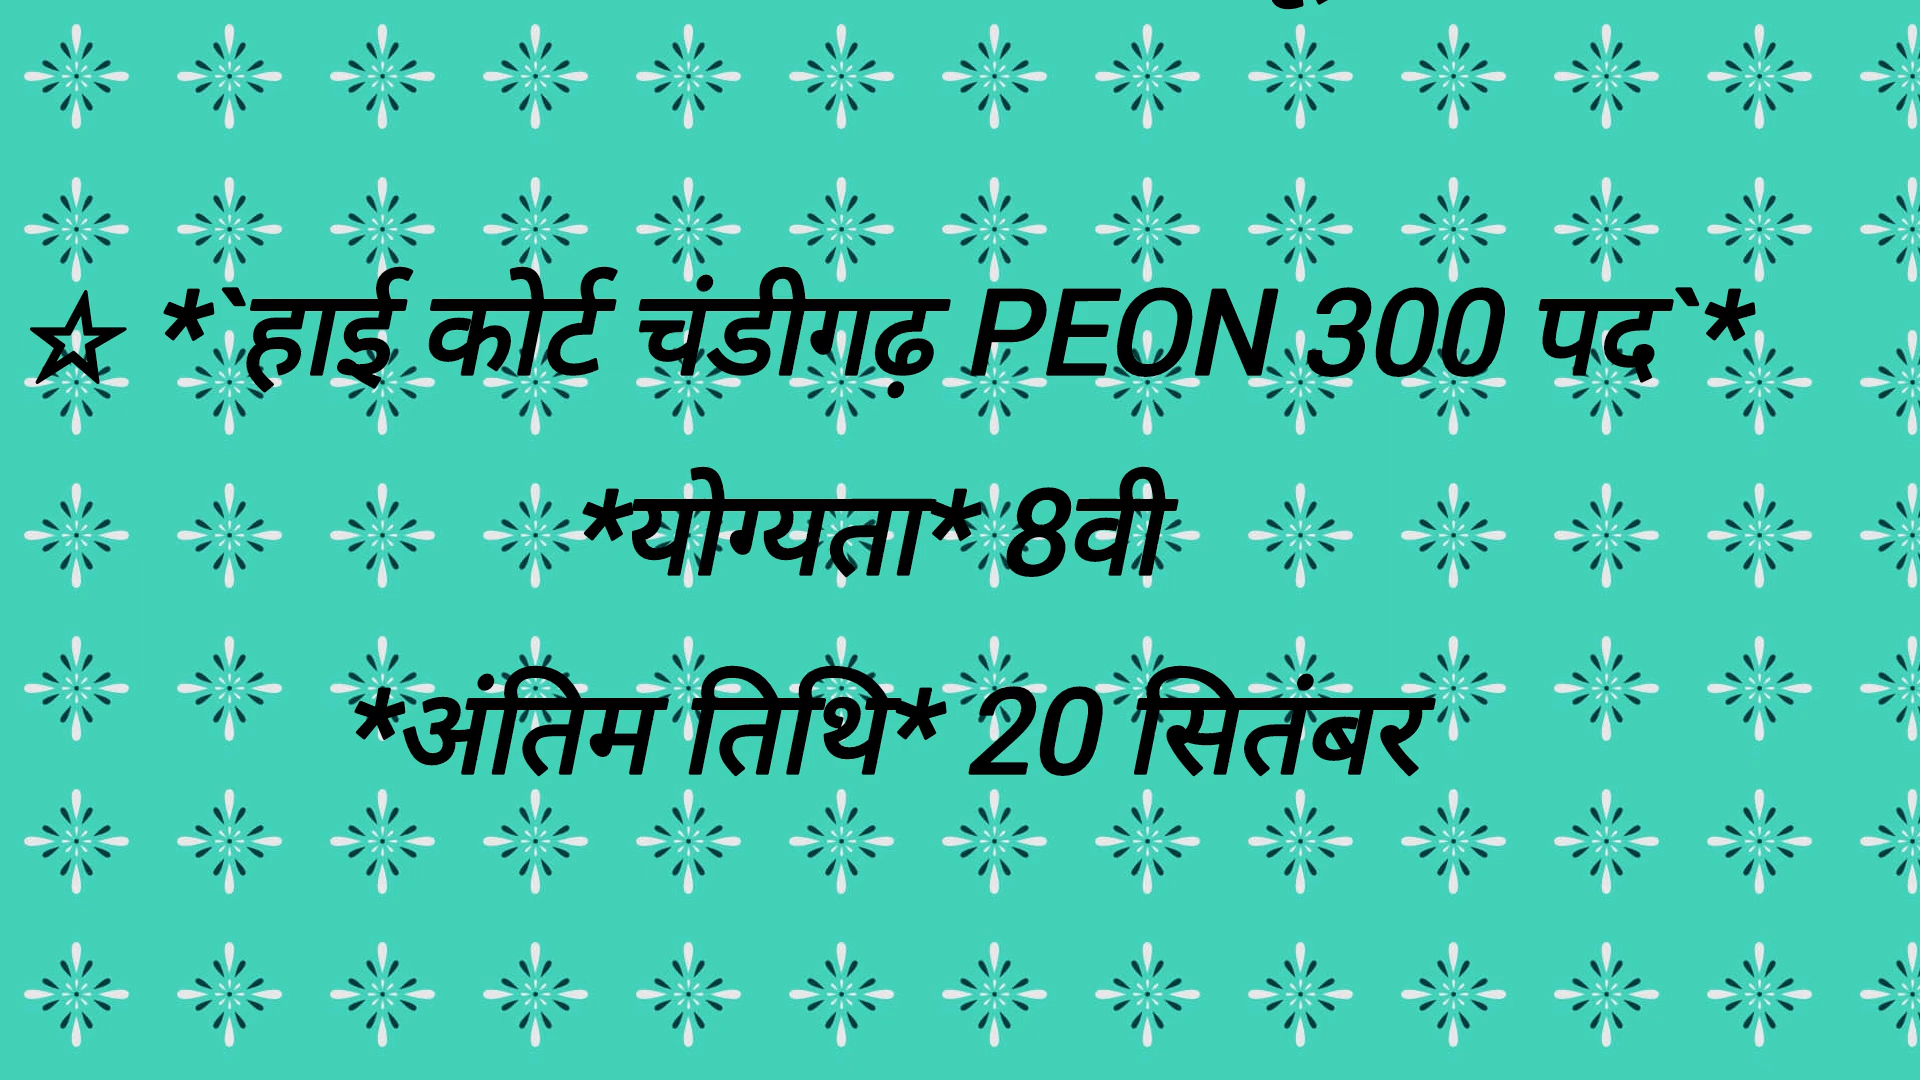 ☆ *`हाई कोर्ट चंडीगढ़ PEON 300 पद`*
*योग्यता* 8वी
*अंतिम तिथि* 20 सितंबर